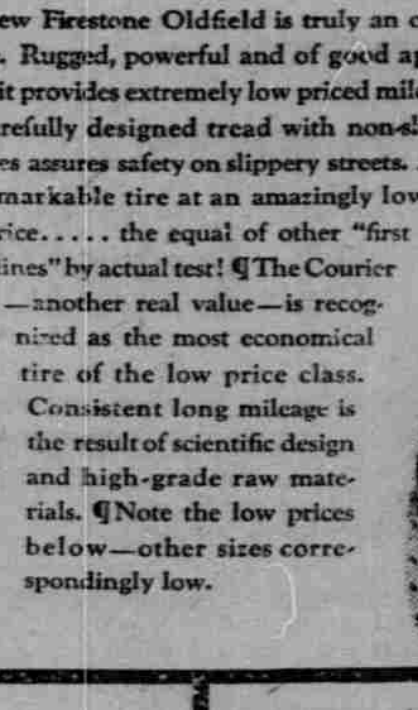 ew Firestone Oldfield is truly an
. Rugged, powerful and of good ap
it provides extremely low priced mil
refully designed tread with non-s
es assures safety on slippery streets.
markable tire at an amazingly low
rice..... the equal of other "first
ines" by actual test! ¶ The Courier
—another real value—is recog-
nized as the most economical
tire of the low price class.
Consistent long mileage is
the result of scientific design
and high-grade raw mate-
rials. ¶ Note the low prices
below—other sizes corre-
spondingly low.